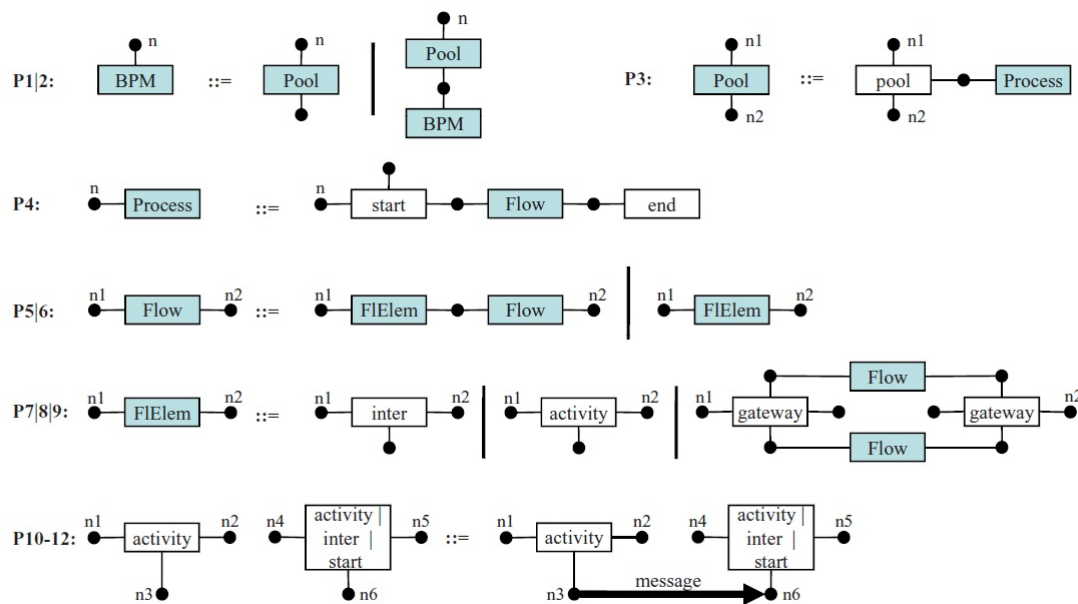 n n n
P1|2: BPM ::= Pool Pool
BPM
n1 n1
P3: Pool ::= pool Process
n2 n2
n n
P4: Process ::= start Flow end
n1 n2 n1 n2 n1 n2
P5|6: Flow ::= FlElem Flow FlElem
n1 n2 n1 n2 n1 n2 n1 n2
P7|8|9: FlElem ::= inter activity gateway gateway
Flow
Flow
n1 n2 n4 n5 n1 n2 n4 n5
P10-12: activity activity | ::= activity activity |
inter | inter |
start start
n3 n6 n3 message n6